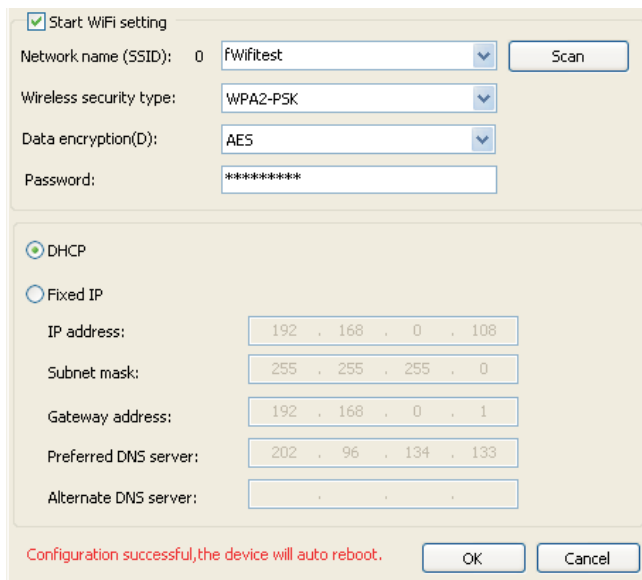 Start WiFi setting
Network name (SSID): 0 fWifitest Scan
Wireless security type: WPA2-PSK
Data encryption(D): AES
Password: *********
DHCP
Fixed IP
IP address: 192 . 168 . 0 . 108
Subnet mask: 255 . 255 . 255 . 0
Gateway address: 192 . 168 . 0 . 1
Preferred DNS server: 202 . 96 . 134 . 133
Alternate DNS server: . . .
Configuration successful,the device will auto reboot. OK Cancel